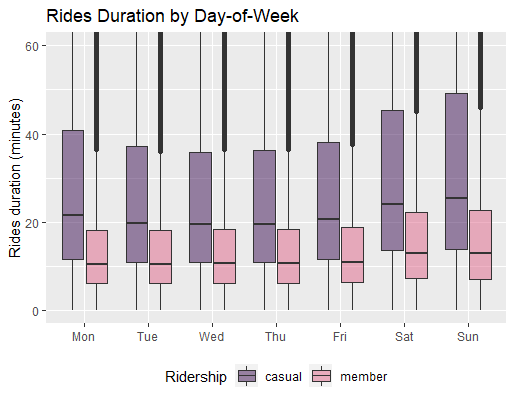 Rides Duration by Day-of-Week
Rides duration (minutes)
60
40
20
0
Mon Tue Wed Thu Fri Sat Sun
Ridership casual member